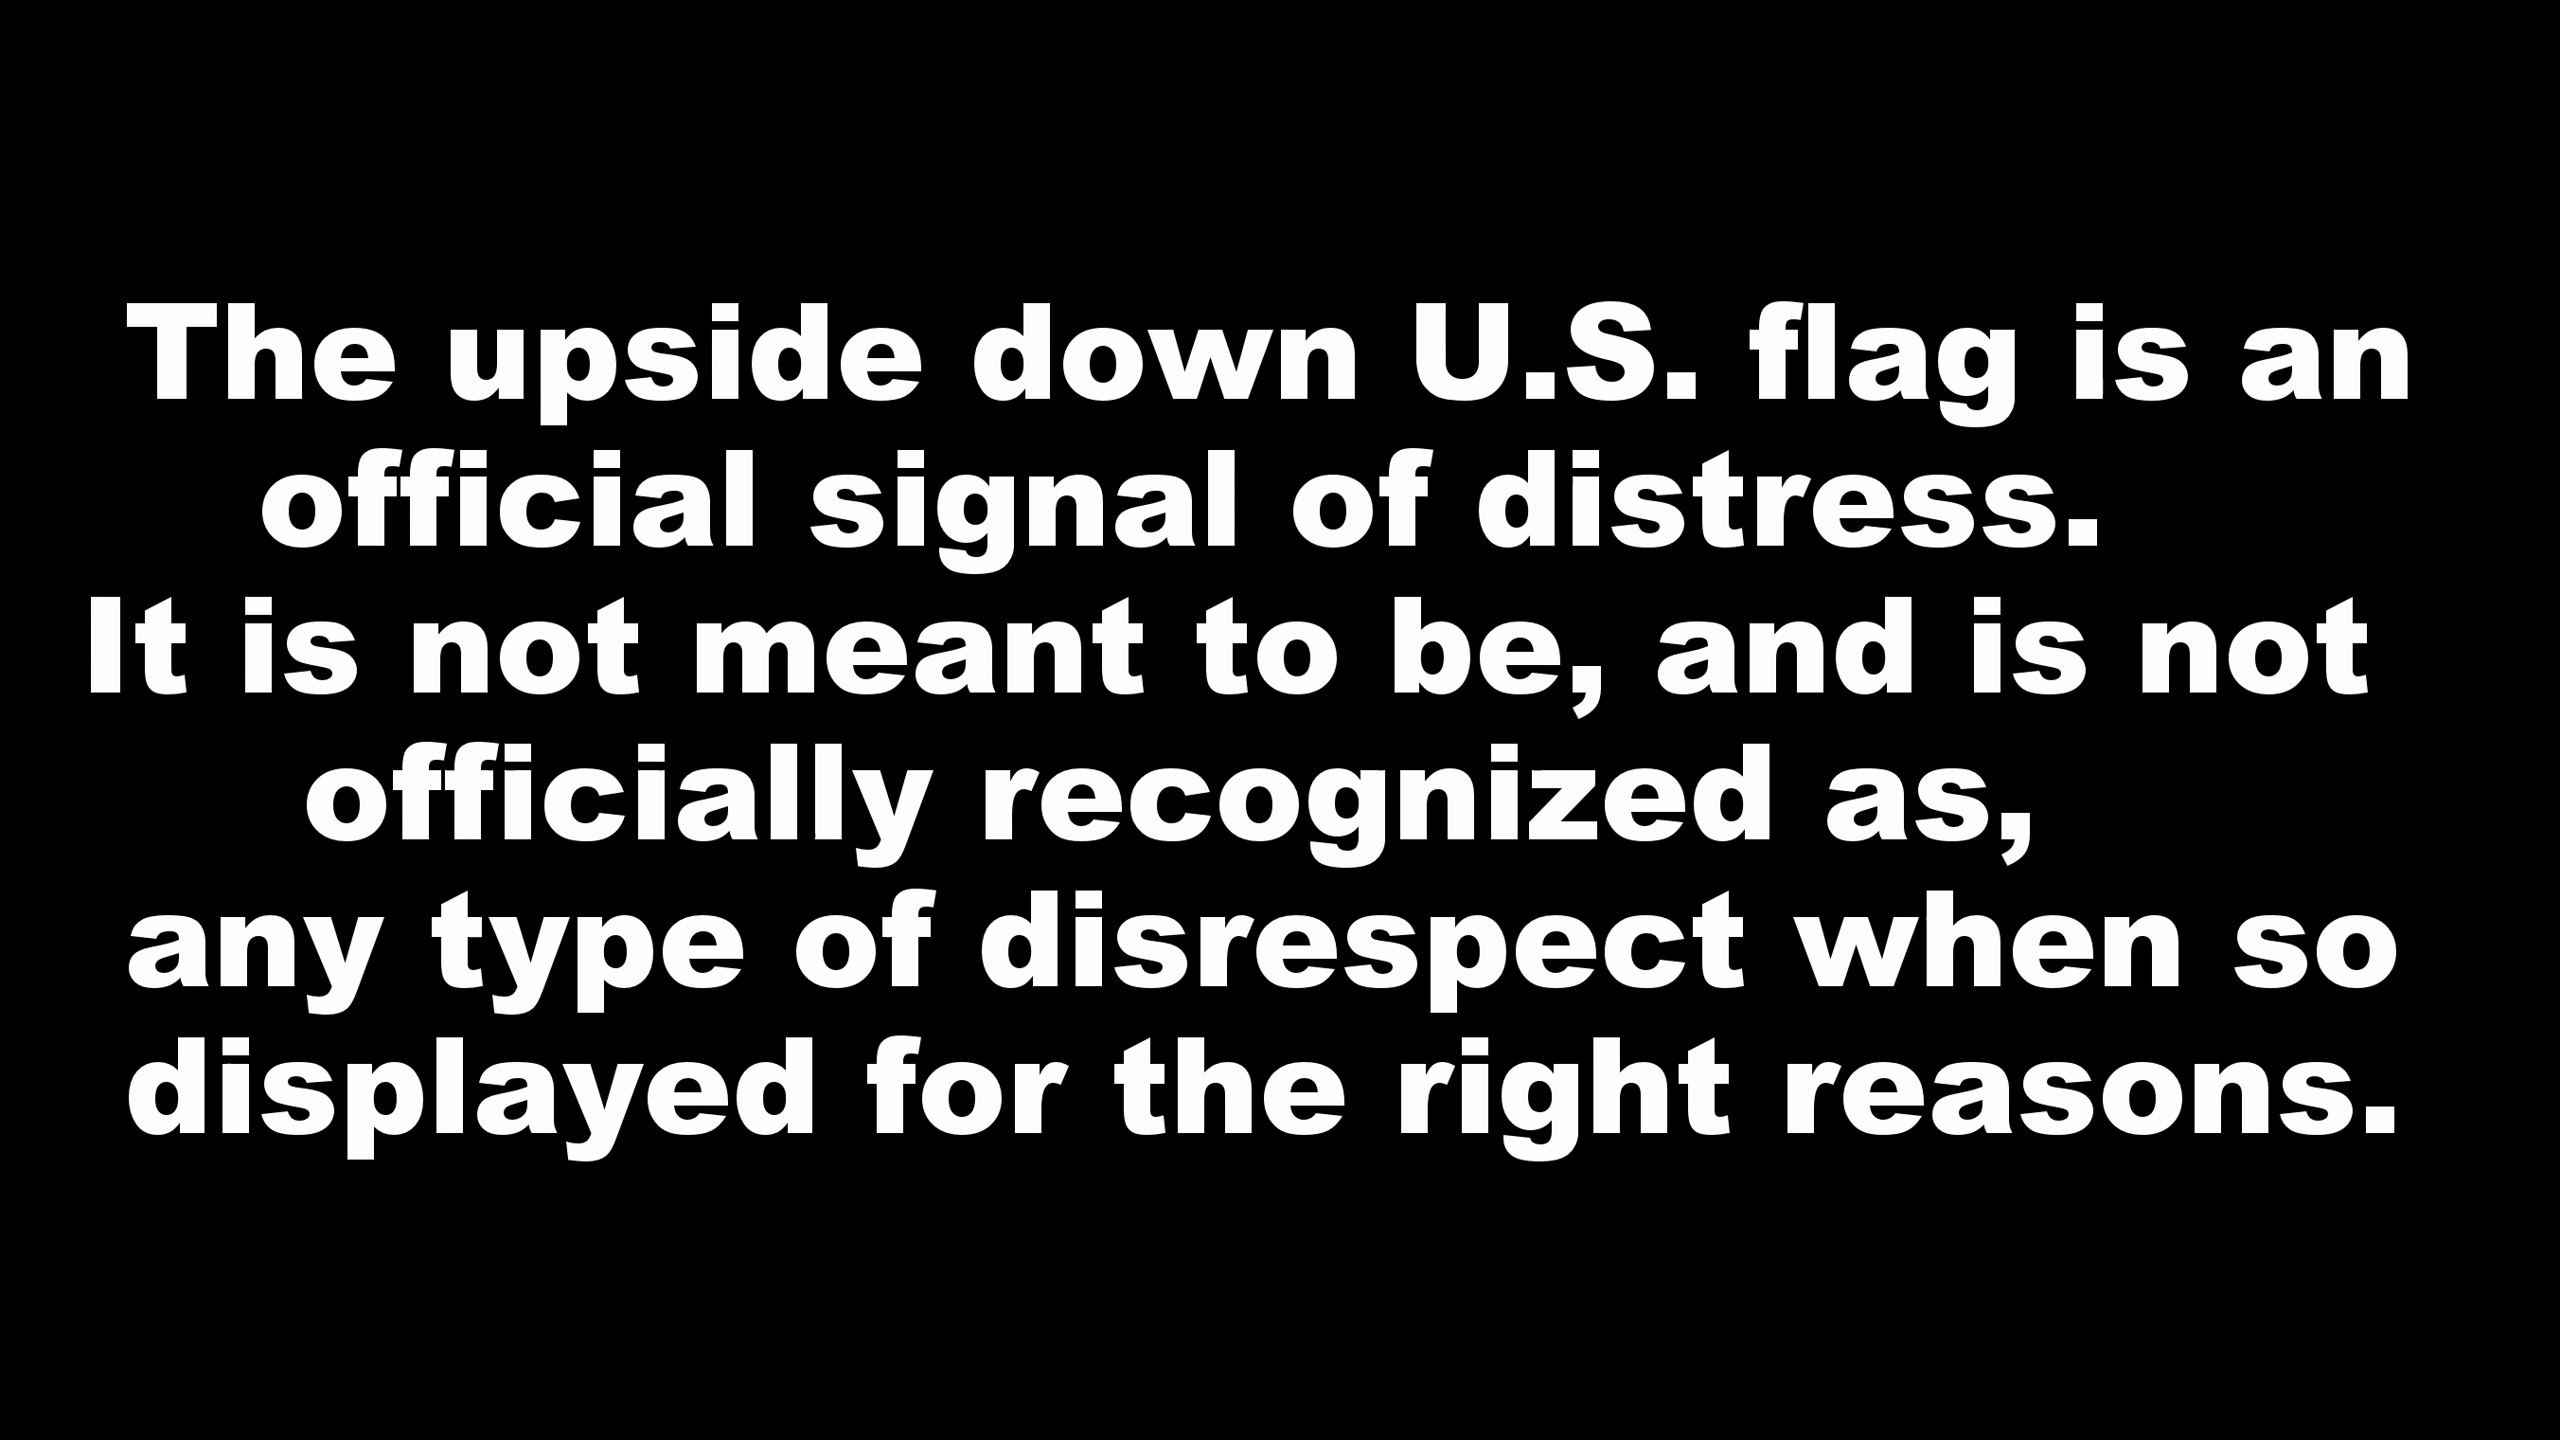 The upside down U.S. flag is an
official signal of distress.
It is not meant to be, and is not
officially recognized as,
any type of disrespect when so
displayed for the right reasons.